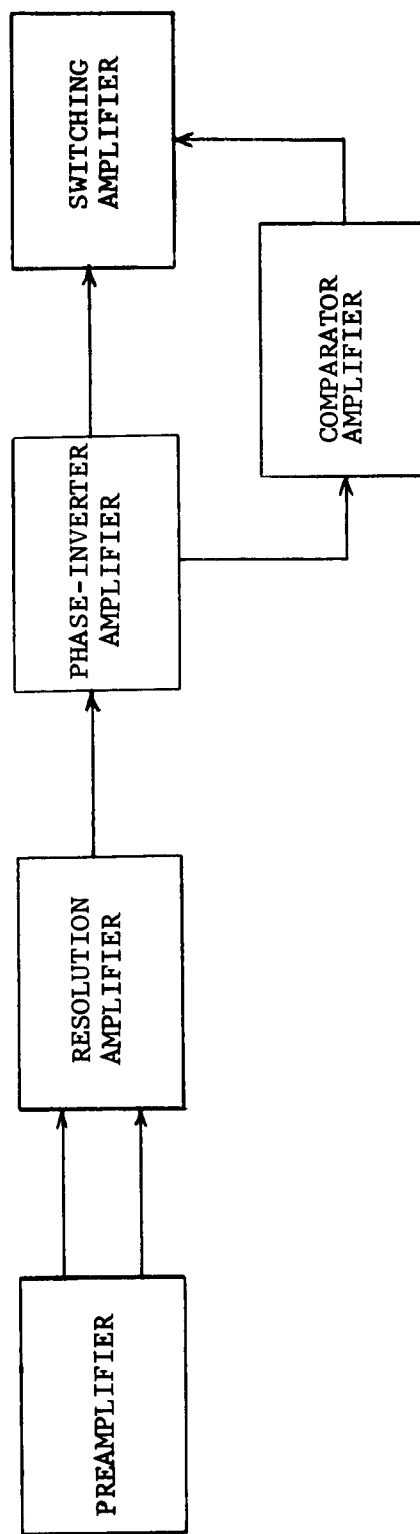 PREAMPLIFIER
RESOLUTION
AMPLIFIER
PHASE-INVERTER
AMPLIFIER
SWITCHING
AMPLIFIER
COMPARATOR
AMPLIFIER